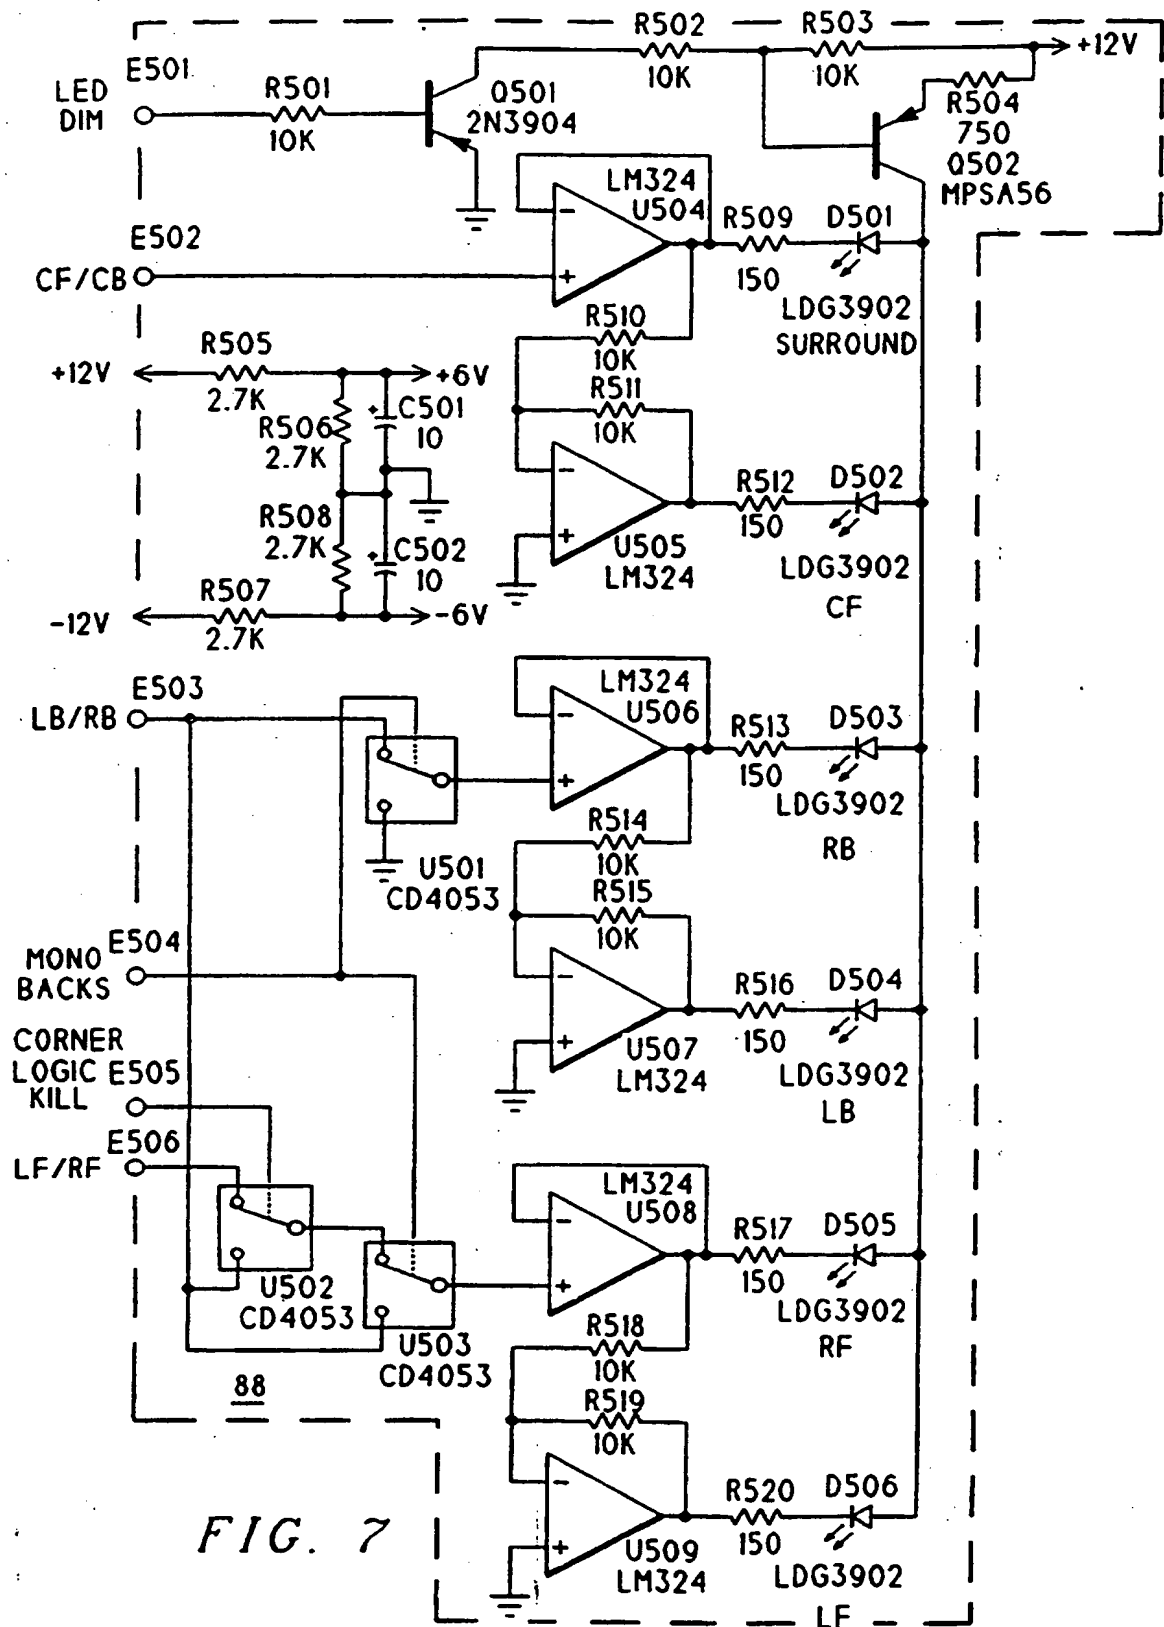 R502
10K
R503
10K
+12V
E501
LED
DIM
R501
10K
Q501
2N3904
R504
750
Q502
MPSA56
LM324
U504
R509
150
D501
LDG3902
SURROUND
E502
CF/CB
-
+
R510
10K
R511
10K
R505
2.7K
+12V
+6V
R506
2.7K
+
C501
10
R508
2.7K
+
C502
10
-12V
R507
2.7K
-6V
-
+
U505
LM324
R512
150
D502
LDG3902
CF
E503
LB/RB
LM324
U506
-
+
R513
150
D503
LDG3902
RB
U501
CD4053
R514
10K
R515
10K
E504
MONO
BACKS
-
+
U507
LM324
R516
150
D504
LDG3902
LB
CORNER
LOGIC
KILL
E505
E506
LF/RF
U502
CD4053
U503
CD4053
LM324
U508
-
+
R517
150
D505
LDG3902
RF
R518
10K
R519
10K
88
-
+
U509
LM324
R520
150
D506
LDG3902
LF
FIG. 7